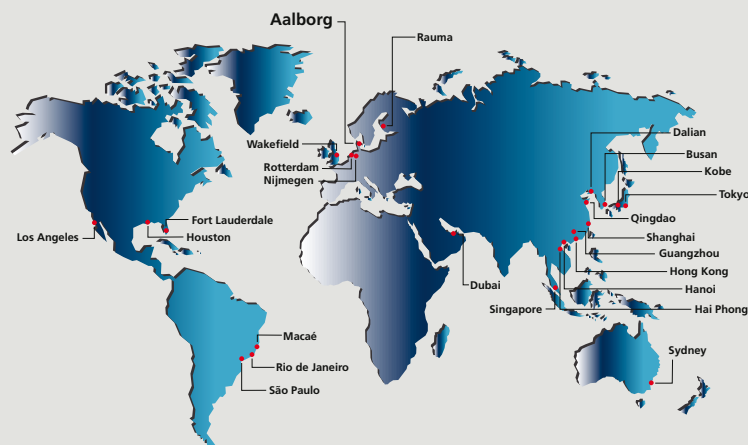 Aalborg
Rauma
Wakefield
Rotterdam
Nijmegen
Dalian
Busan
Kobe
Tokyo
Qingdao
Shanghai
Guangzhou
Hong Kong
Hanoi
Hai Phong
Singapore
Dubai
Fort Lauderdale
Houston
Los Angeles
Macaé
Rio de Janeiro
São Paulo
Sydney